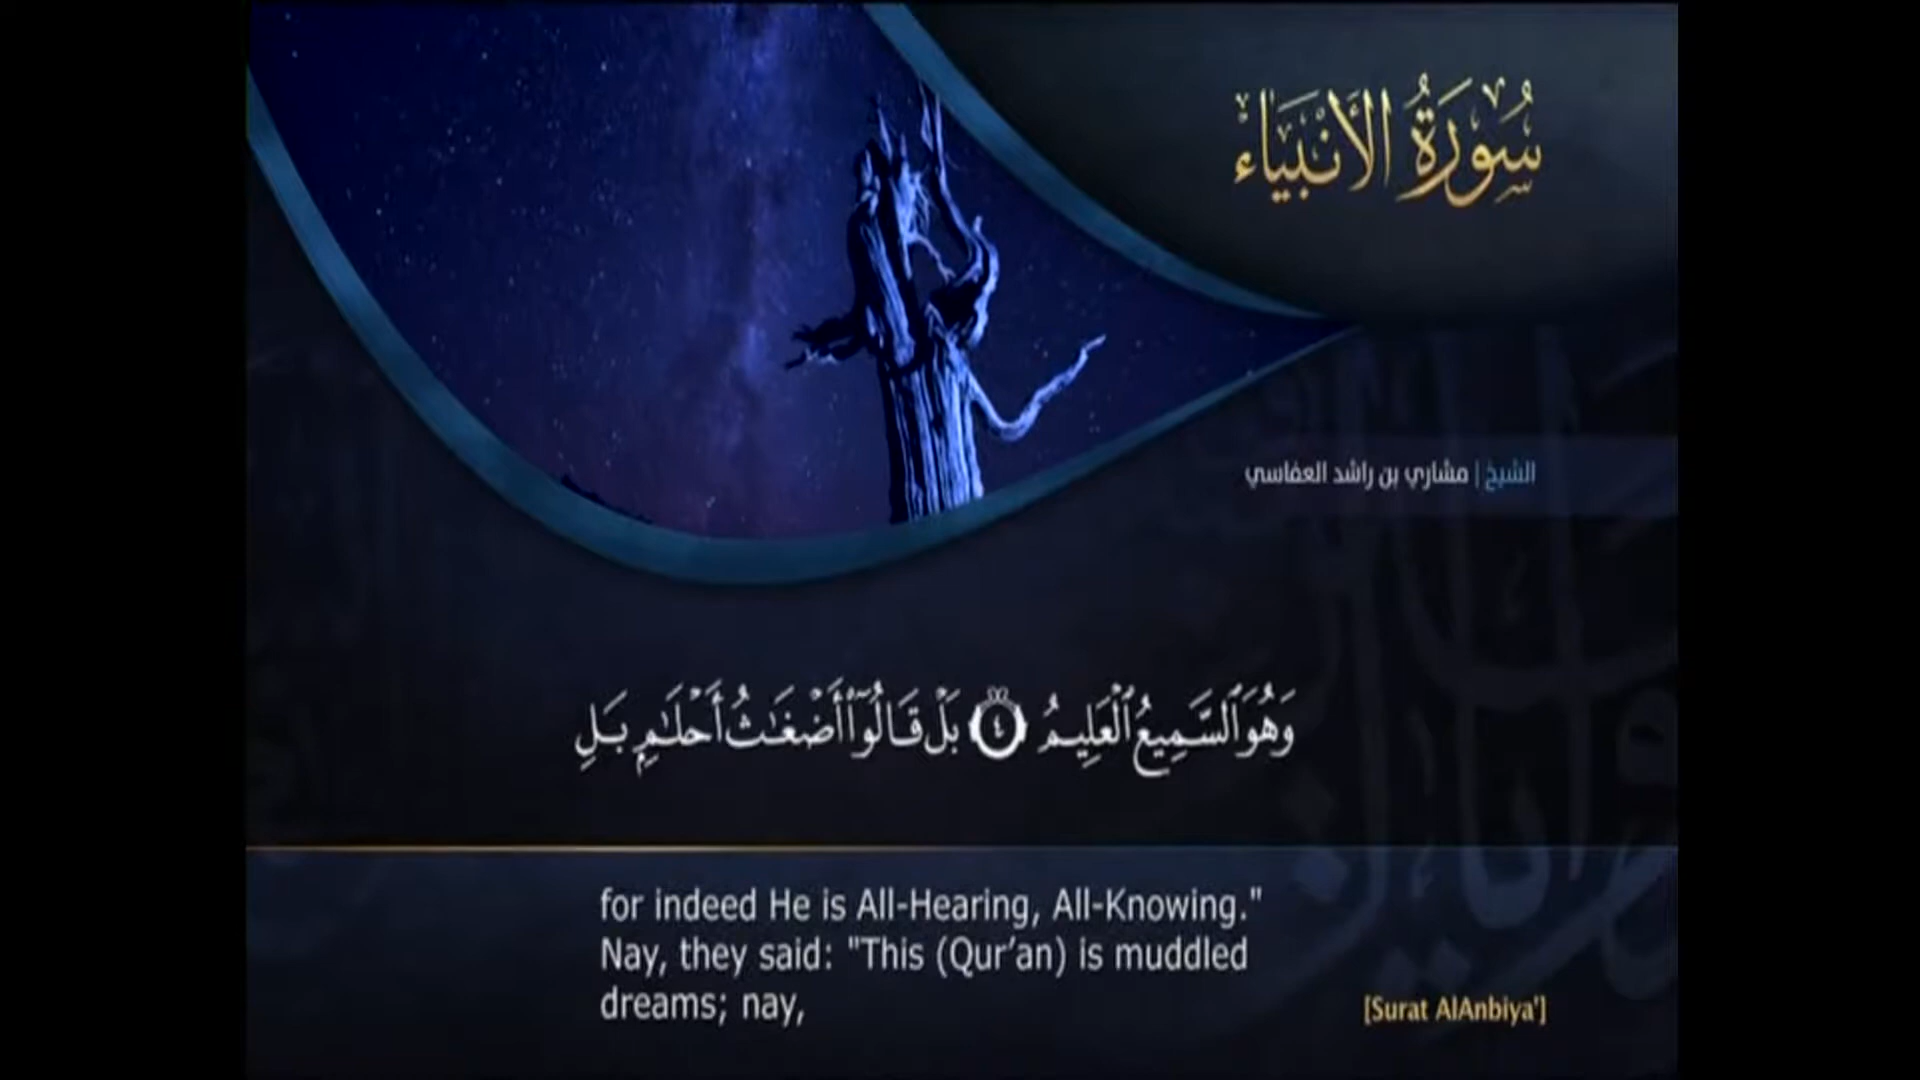 سُورَةُ الأَنْبِيَاء
الشيخ | مشاري بن راشد العفاسي
وَهُوَ ٱلسَّمِيعُ ٱلْعَلِيمُ ٤ بَلْ قَالُوٓا۟ أَضْغَـٰثُ أَحْلَـٰمٍۭ بَلِ
for indeed He is All-Hearing, All-Knowing."
Nay, they said: "This (Qur’an) is muddled
dreams; nay,
[Surat AlAnbiya']